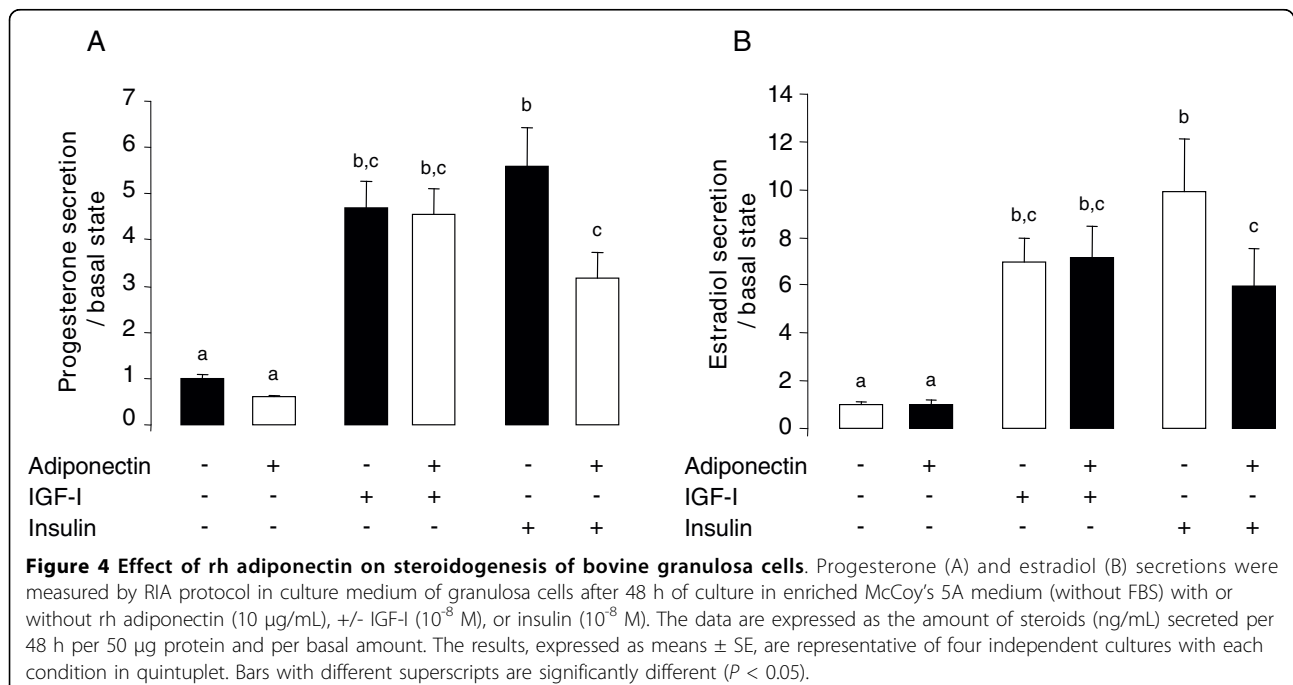 A
B
Progesterone secretion
/ basal state
7
6
5
4
3
2
1
0
a
a
b,c
b,c
b
c
Adiponectin - + - + - +
IGF-I - - + + - -
Insulin - - - - + +
Estradiol secretion
/ basal state
14
12
10
8
6
4
2
0
a
a
b,c
b,c
b
c
Adiponectin - + - + - +
IGF-I - - + + - -
Insulin - - - - + +
Figure 4 Effect of rh adiponectin on steroidogenesis of bovine granulosa cells. Progesterone (A) and estradiol (B) secretions were
measured by RIA protocol in culture medium of granulosa cells after 48 h of culture in enriched McCoy's 5A medium (without FBS) with or
without rh adiponectin (10 μg/mL), +/- IGF-I (10⁻⁸ M), or insulin (10⁻⁸ M). The data are expressed as the amount of steroids (ng/mL) secreted per
48 h per 50 μg protein and per basal amount. The results, expressed as means ± SE, are representative of four independent cultures with each
condition in quintuplet. Bars with different superscripts are significantly different (P < 0.05).